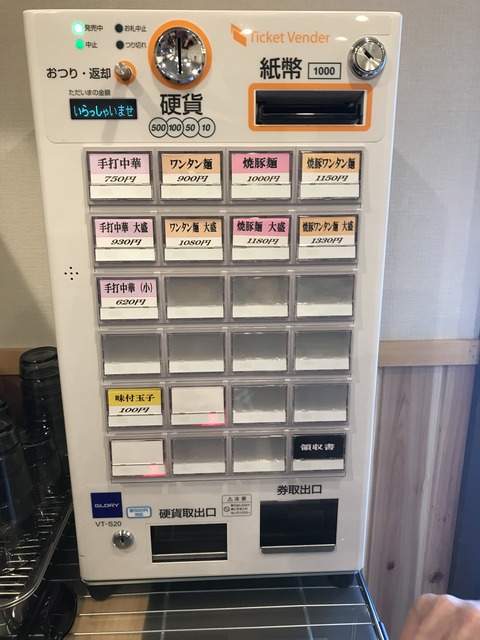 発売中
お札中止
中止
つり切れ
Ticket Vender
おつり・返却
紙幣 1000
ただいまの金額
いらっしゃいませ
硬貨
500 100 50 10
手打中華
750円
ワンタン麺
900円
焼豚麺
1000円
焼豚ワンタン麺
1150円
手打中華 大盛
930円
ワンタン麺 大盛
1080円
焼豚麺 大盛
1180円
焼豚ワンタン麺 大盛
1330円
手打中華 (小)
620円
味付玉子
100円
領収書
GLORY
新500円
対応
硬貨取出口
注意
券取出口
VT-S20